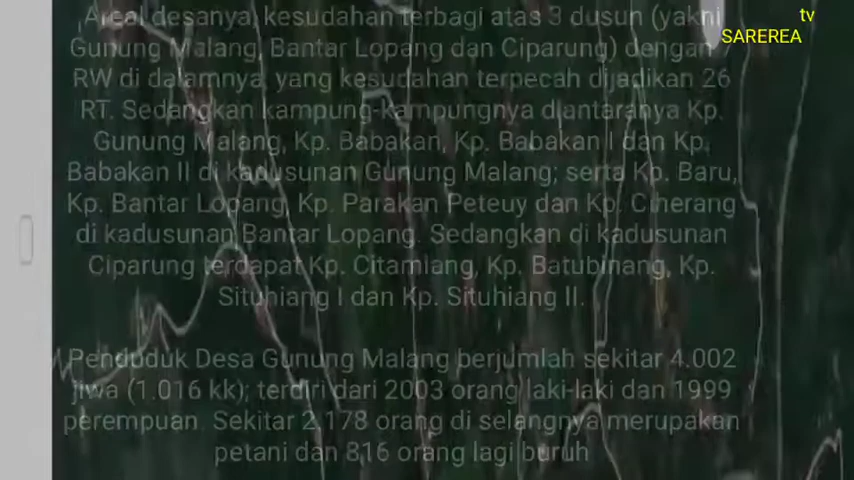 tv
SAREREA
Areal desanya, kesudahan terbagi atas 3 dusun (yakni
Gunung Malang, Bantar Lopang dan Ciparung) dengan
RW di dalamnya, yang kesudahan terpecah dijadikan 26
RT. Sedangkan kampung-kampungnya diantaranya Kp.
Gunung Malang, Kp. Babakan, Kp. Babakan I dan Kp.
Babakan II di kadusunan Gunung Malang; serta Kp. Baru,
Kp. Bantar Lopang, Kp. Parakan Peteuy dan Kp. Ciherang
di kadusunan Bantar Lopang. Sedangkan di kadusunan
Ciparung terdapat Kp. Citamiang, Kp. Batubinang, Kp.
Situhiang I dan Kp. Situhiang II.
Penduduk Desa Gunung Malang berjumlah sekitar 4.002
jiwa (1.016 kk); terdiri dari 2003 orang laki-laki dan 1999
perempuan. Sekitar 2.178 orang di selangnya merupakan
petani dan 816 orang lagi buruh